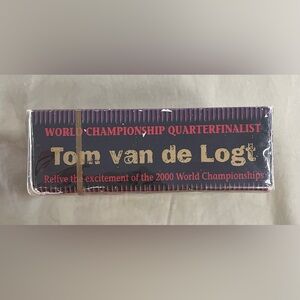 WORLD CHAMPIONSHIP QUARTERFINALIST
Tom van de Logt
Relive the excitement of the 2000 World Championships